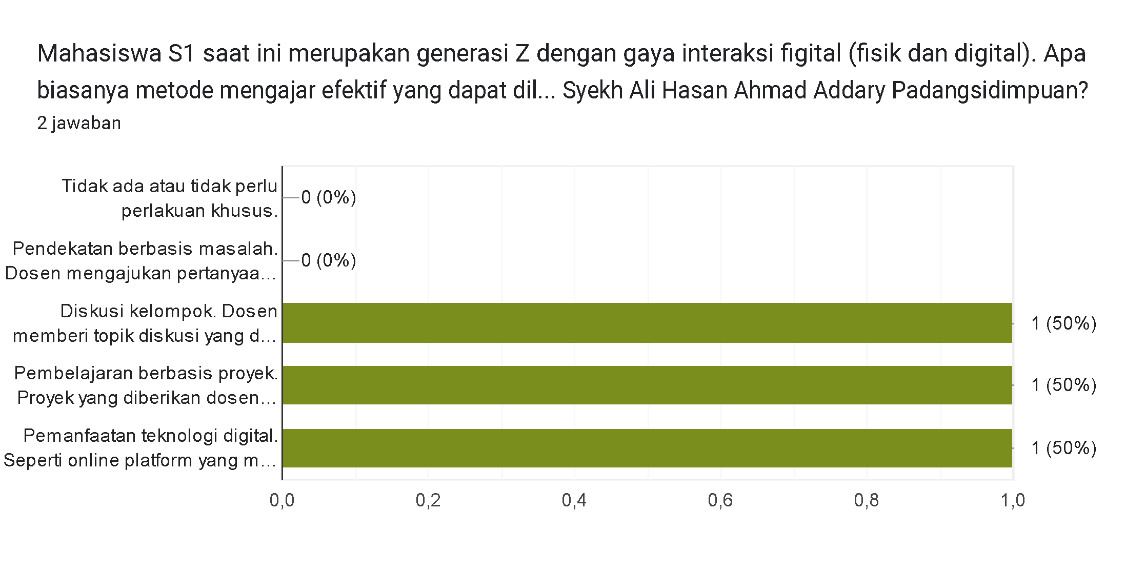 Mahasiswa S1 saat ini merupakan generasi Z dengan gaya interaksi figital (fisik dan digital). Apa
biasanya metode mengajar efektif yang dapat dil... Syekh Ali Hasan Ahmad Addary Padangsidimpuan?
2 jawaban
Tidak ada atau tidak perlu
perlakuan khusus.
0 (0%)
Pendekatan berbasis masalah.
Dosen mengajukan pertanyaa...
0 (0%)
Diskusi kelompok. Dosen
memberi topik diskusi yang d...
1 (50%)
Pembelajaran berbasis proyek.
Proyek yang diberikan dosen...
1 (50%)
Pemanfaatan teknologi digital.
Seperti online platform yang m...
1 (50%)
0,0 0,2 0,4 0,6 0,8 1,0